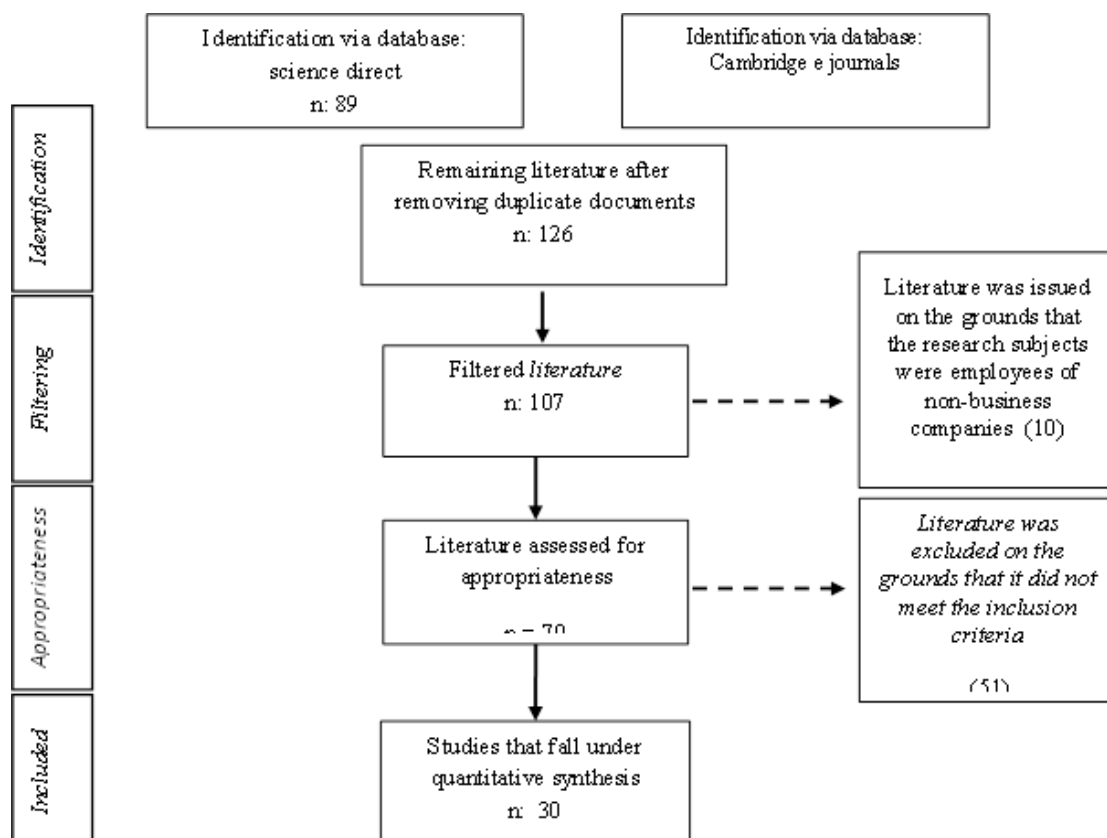 Identification via database:
science direct
n: 89
Identification via database:
Cambridge e journals
Identification
Remaining literature after
removing duplicate documents
n: 126
Filtering
Filtered literature
n: 107
Literature was issued
on the grounds that
the research subjects
were employees of
non-business
companies (10)
Appropriateness
Literature assessed for
appropriateness
n = 70
Literature was
excluded on the
grounds that it did not
meet the inclusion
criteria
(51)
Included
Studies that fall under
quantitative synthesis
n: 30